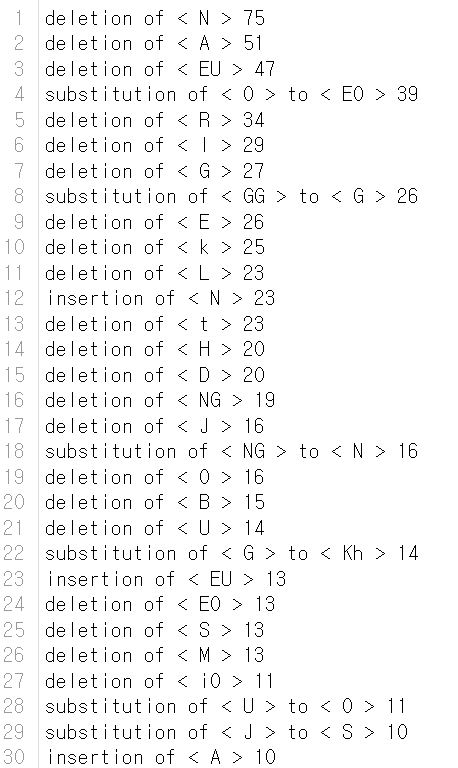 1 deletion of < N > 75
2 deletion of < A > 51
3 deletion of < EU > 47
4 substitution of < O > to < EO > 39
5 deletion of < R > 34
6 deletion of < I > 29
7 deletion of < G > 27
8 substitution of < GG > to < G > 26
9 deletion of < E > 26
10 deletion of < k > 25
11 deletion of < L > 23
12 insertion of < N > 23
13 deletion of < t > 23
14 deletion of < H > 20
15 deletion of < D > 20
16 deletion of < NG > 19
17 deletion of < J > 16
18 substitution of < NG > to < N > 16
19 deletion of < O > 16
20 deletion of < B > 15
21 deletion of < U > 14
22 substitution of < G > to < Kh > 14
23 insertion of < EU > 13
24 deletion of < EO > 13
25 deletion of < S > 13
26 deletion of < M > 13
27 deletion of < iO > 11
28 substitution of < U > to < O > 11
29 substitution of < J > to < S > 10
30 insertion of < A > 10